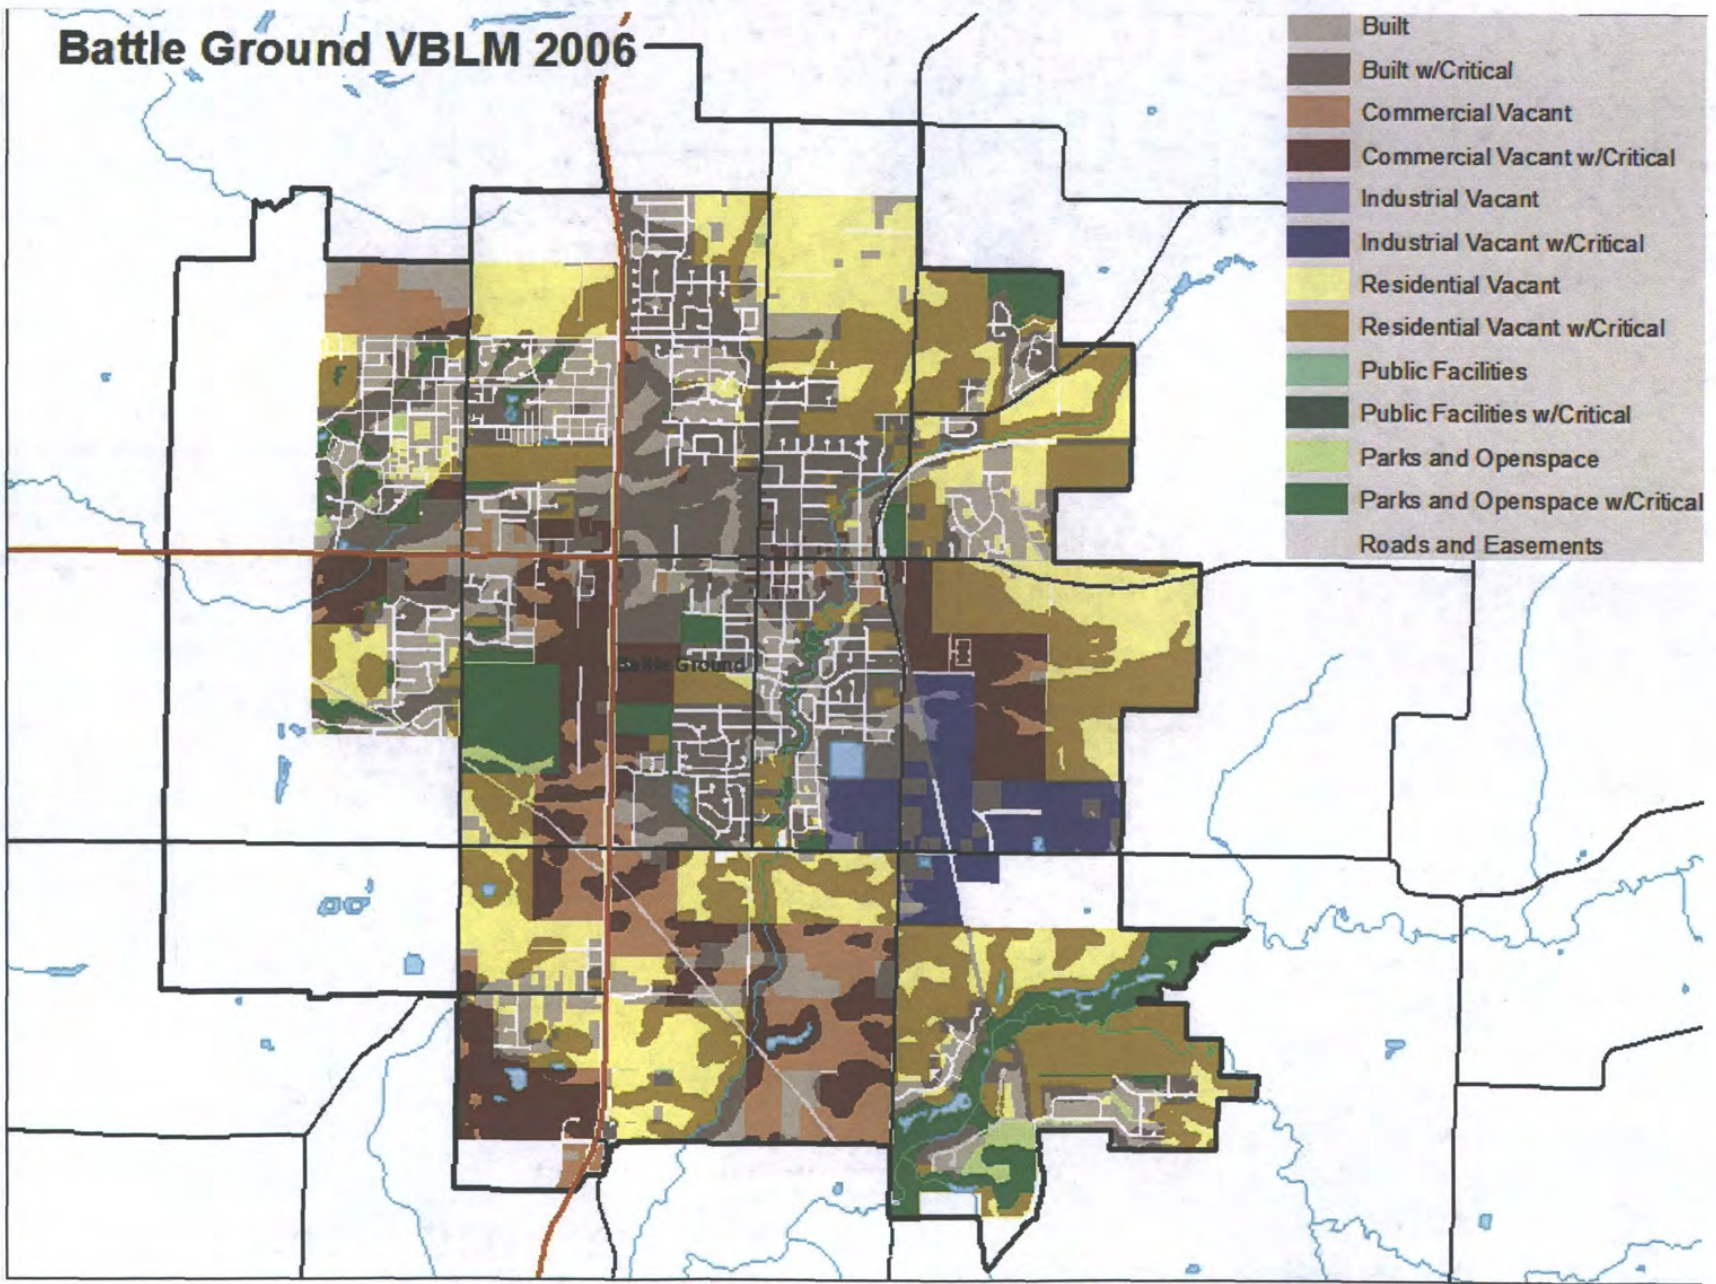 Battle Ground VBLM 2006
Built
Built w/Critical
Commercial Vacant
Commercial Vacant w/Critical
Industrial Vacant
Industrial Vacant w/Critical
Residential Vacant
Residential Vacant w/Critical
Public Facilities
Public Facilities w/Critical
Parks and Openspace
Parks and Openspace w/Critical
Roads and Easements
Battle Ground